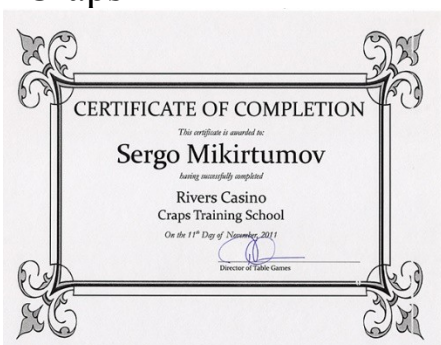 CERTIFICATE OF COMPLETION
This certificate is awarded to:
Sergo Mikirtumov
having successfully completed
Rivers Casino
Craps Training School
On the 11th Day of November, 2011
Director of Table Games